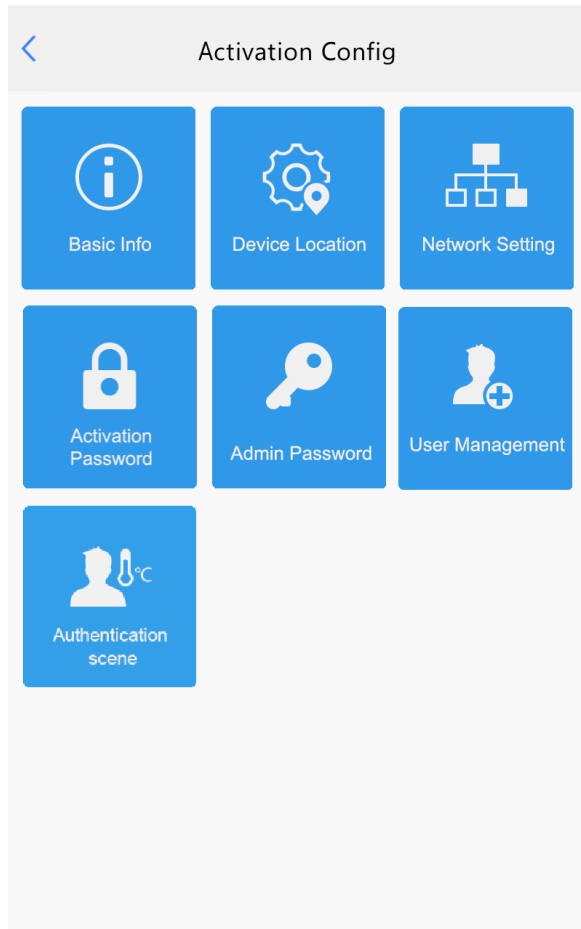 Activation Config
Basic Info
Device Location
Network Setting
Activation
Password
Admin Password
User Management
°C
Authentication
scene